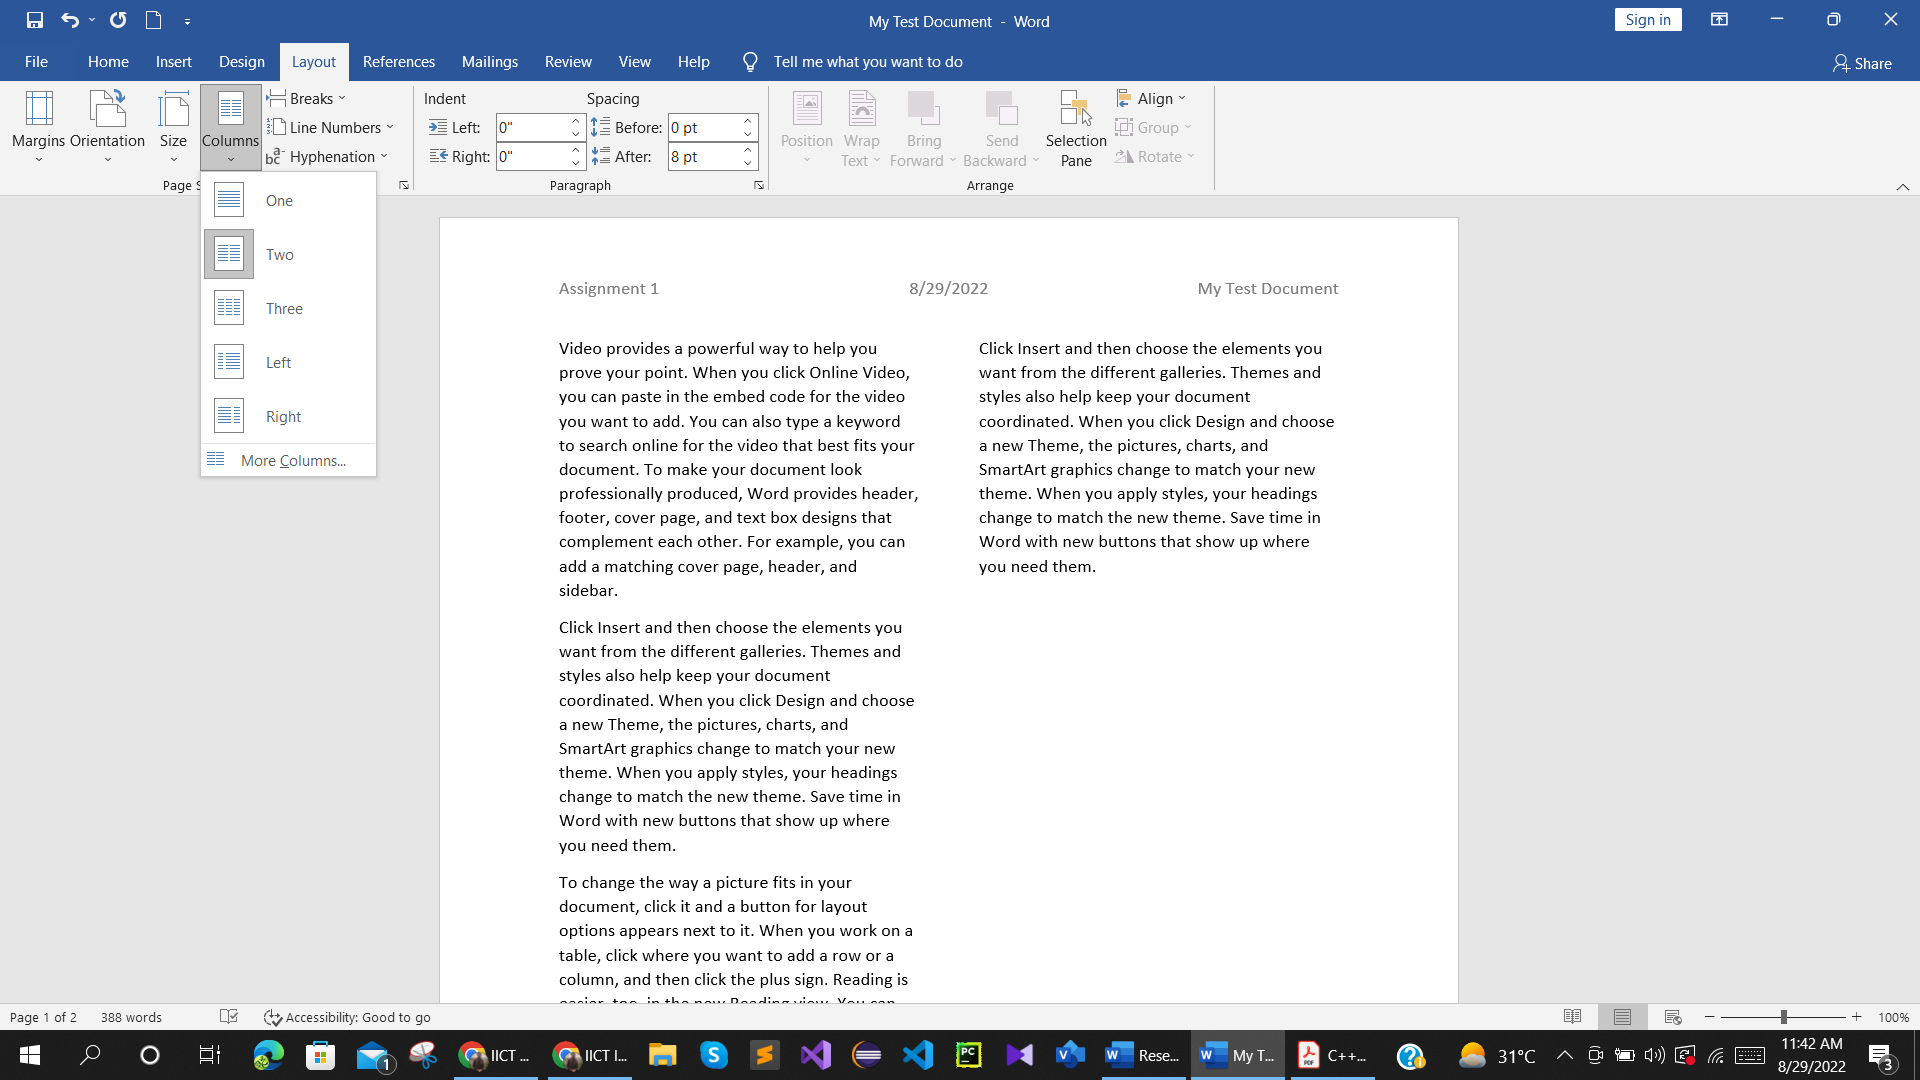 My Test Document - Word
Sign in
File Home Insert Design Layout References Mailings Review View Help Tell me what you want to do
Share
Margins Orientation Size Columns
Breaks
Line Numbers
Hyphenation
Page S
Indent Spacing
Left: 0" Before: 0 pt
Right: 0" After: 8 pt
Paragraph
Position Wrap Text Bring Forward Send Backward Selection Pane
Align
Group
Rotate
Arrange
One
Two
Three
Left
Right
More Columns...
Assignment 1 8/29/2022 My Test Document
Video provides a powerful way to help you
prove your point. When you click Online Video,
you can paste in the embed code for the video
you want to add. You can also type a keyword
to search online for the video that best fits your
document. To make your document look
professionally produced, Word provides header,
footer, cover page, and text box designs that
complement each other. For example, you can
add a matching cover page, header, and
sidebar.
Click Insert and then choose the elements you
want from the different galleries. Themes and
styles also help keep your document
coordinated. When you click Design and choose
a new Theme, the pictures, charts, and
SmartArt graphics change to match your new
theme. When you apply styles, your headings
change to match the new theme. Save time in
Word with new buttons that show up where
you need them.
To change the way a picture fits in your
document, click it and a button for layout
options appears next to it. When you work on a
table, click where you want to add a row or a
column, and then click the plus sign. Reading is
easier, too, in the new Reading view. You can
Click Insert and then choose the elements you
want from the different galleries. Themes and
styles also help keep your document
coordinated. When you click Design and choose
a new Theme, the pictures, charts, and
SmartArt graphics change to match your new
theme. When you apply styles, your headings
change to match the new theme. Save time in
Word with new buttons that show up where
you need them.
Page 1 of 2 388 words Accessibility: Good to go
100%
1
IICT ...
IICT I...
Rese...
My T...
C++...
31°C
11:42 AM
8/29/2022
3